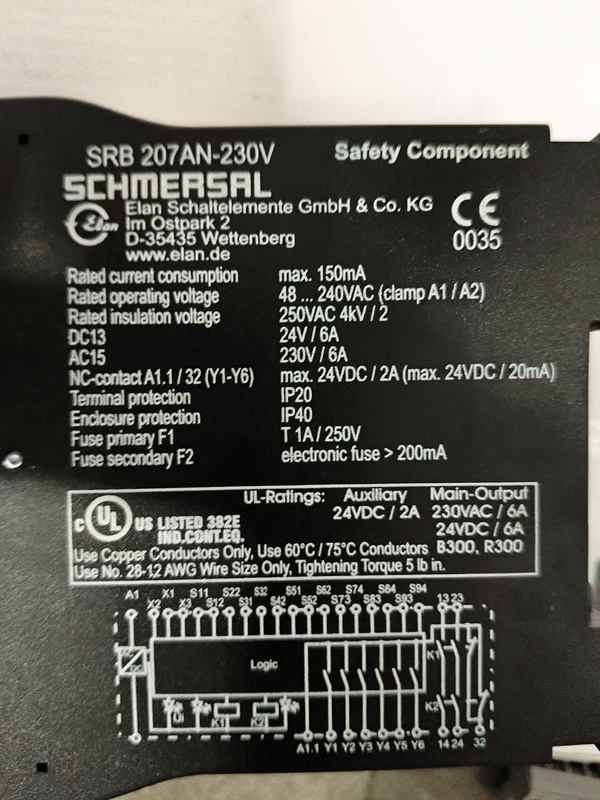 SRB 207AN-230V Safety Component
SCHMERSAL
Elan
Elan Schaltelemente GmbH & Co. KG
Im Ostpark 2
D-35435 Wettenberg
www.elan.de
CE
0035
Rated current consumption max. 150mA
Rated operating voltage 48 ... 240VAC (clamp A1 / A2)
Rated insulation voltage 250VAC 4kV / 2
DC13 24V / 6A
AC15 230V / 6A
NC-contact A1.1 / 32 (Y1-Y6) max. 24VDC / 2A (max. 24VDC / 20mA)
Terminal protection IP20
Enclosure protection IP40
Fuse primary F1 T 1A / 250V
Fuse secondary F2 electronic fuse > 200mA
UL-Ratings: Auxiliary Main-Output
24VDC / 2A 230VAC / 6A
24VDC / 6A
B300, R300
C UL US LISTED 382E
IND.CONT.EQ.
Use Copper Conductors Only, Use 60°C / 75°C Conductors
Use No. 28-12 AWG Wire Size Only, Tightening Torque 5 lb in.
A1 X1 S11 S22 S32 S51 S62 S74 S84 S94
X2 X3 S12 S31 S42 S52 S73 S83 S93 13 23
AC
DC
Logic
K1
K2
Ui K1 K2
A1.1 Y1 Y2 Y3 Y4 Y5 Y6 14 24 32